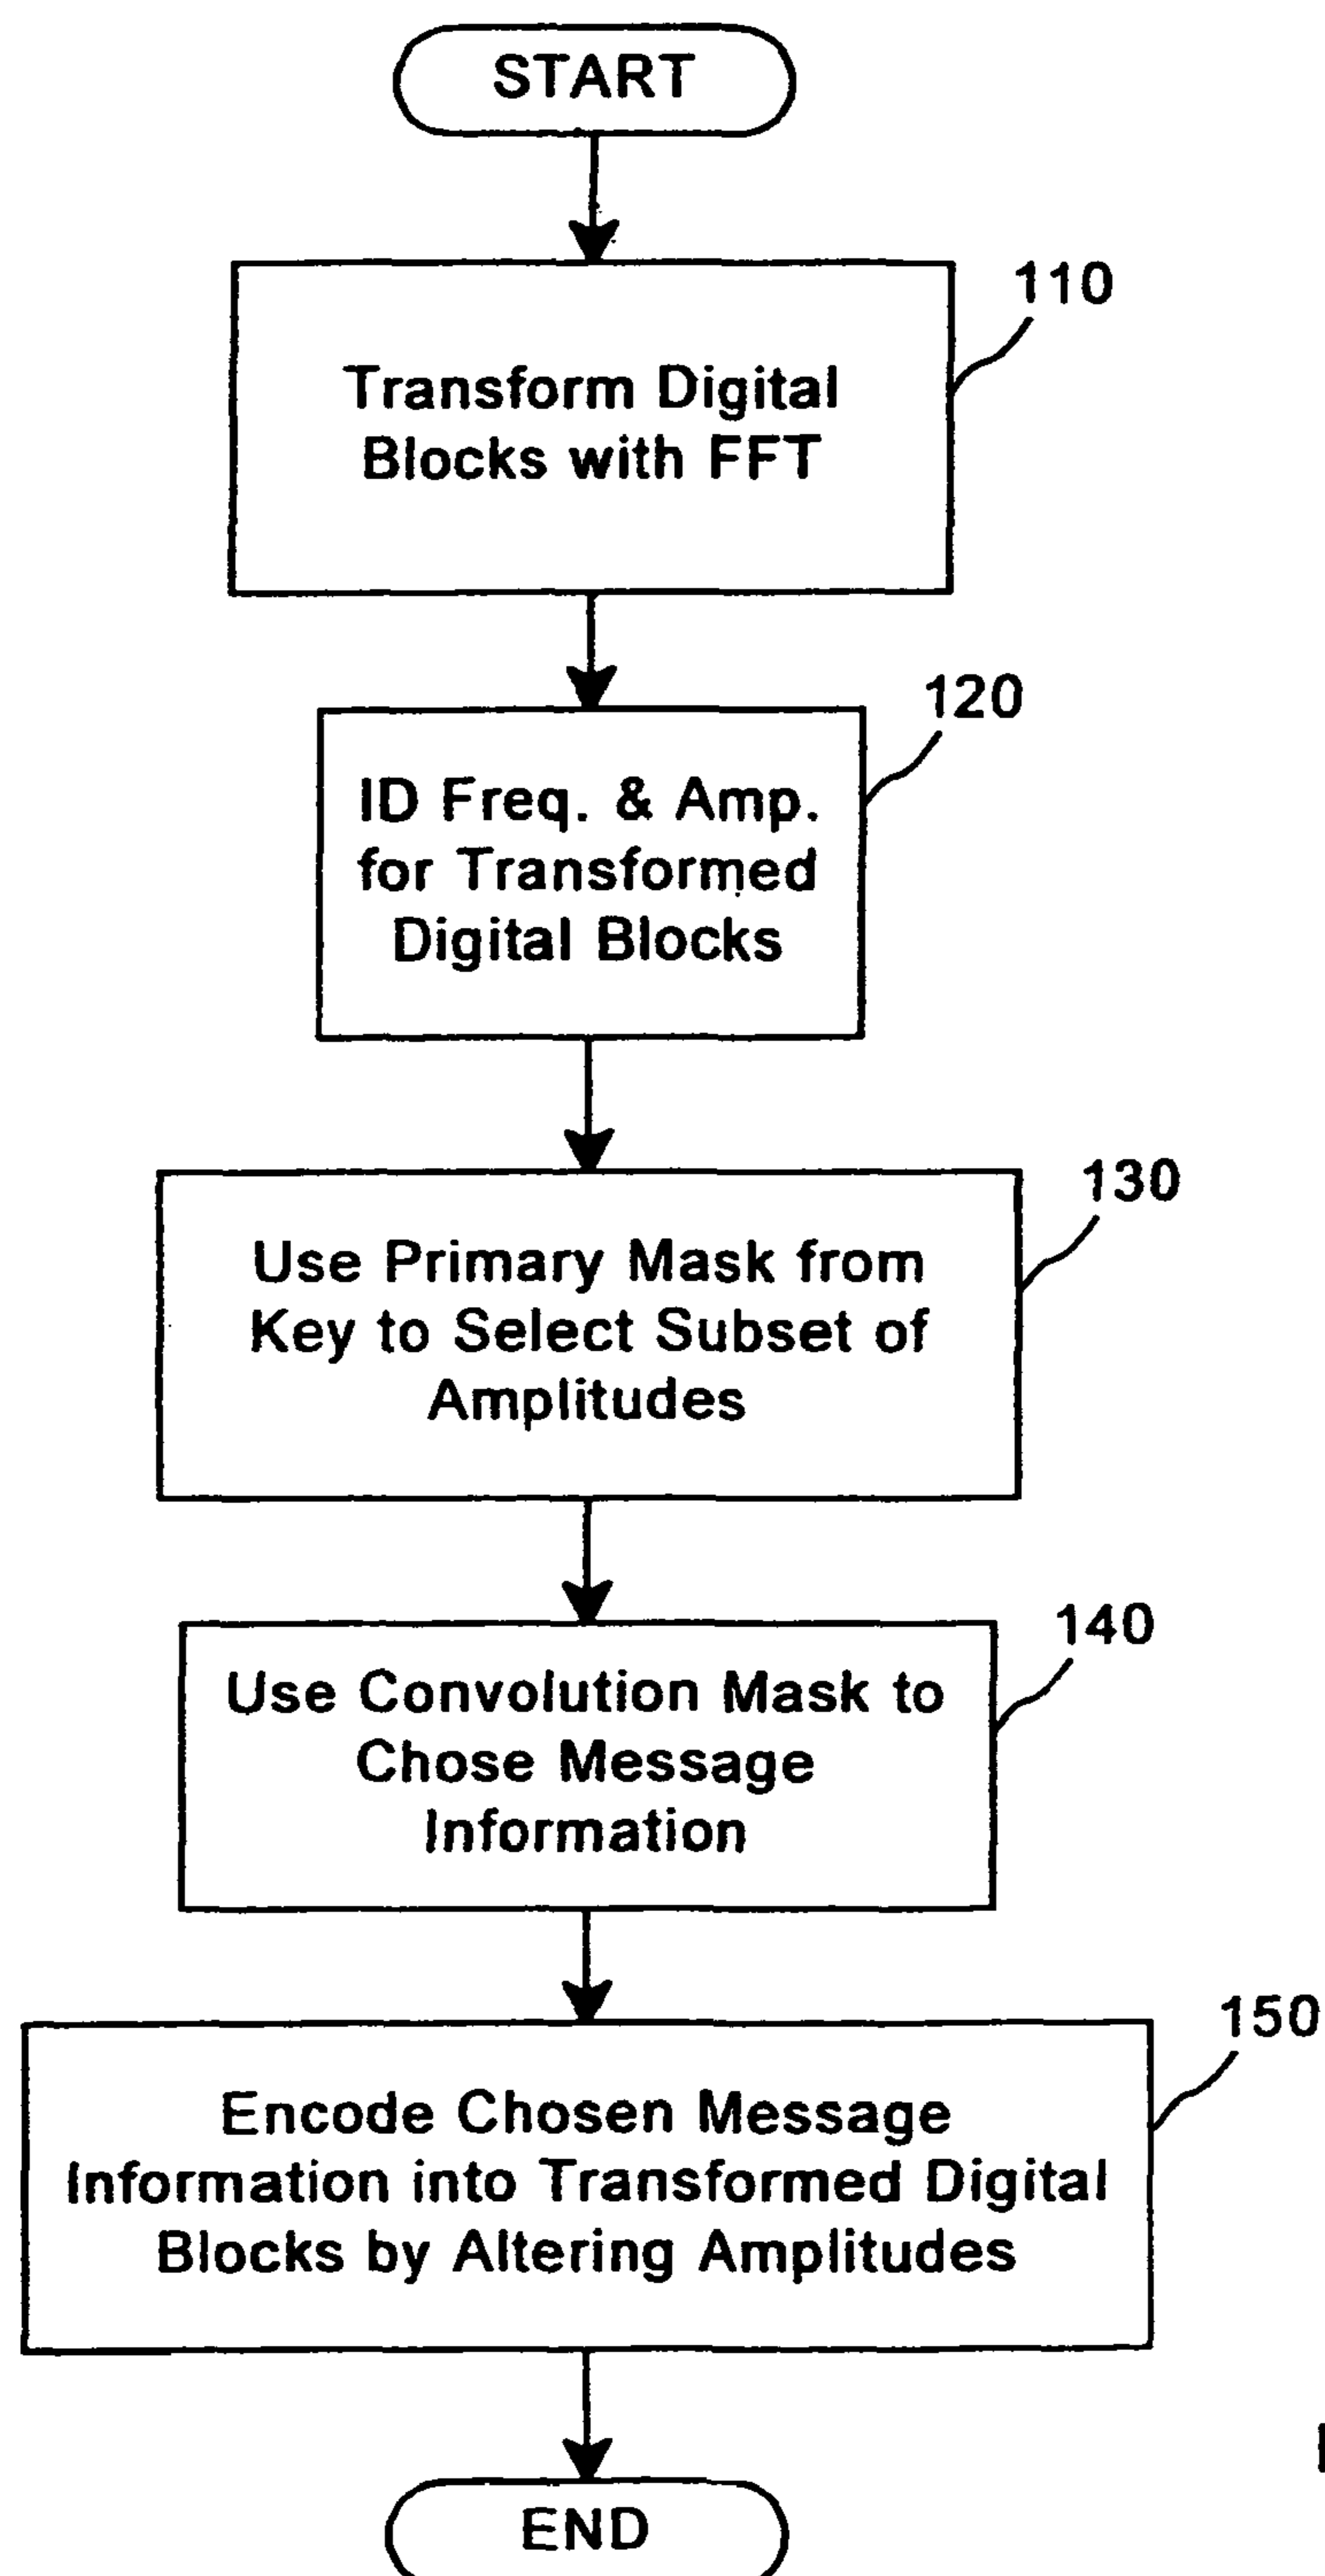 START
110
Transform Digital
Blocks with FFT
120
ID Freq. & Amp.
for Transformed
Digital Blocks
130
Use Primary Mask from
Key to Select Subset of
Amplitudes
140
Use Convolution Mask to
Chose Message
Information
150
Encode Chosen Message
Information into Transformed Digital
Blocks by Altering Amplitudes
END